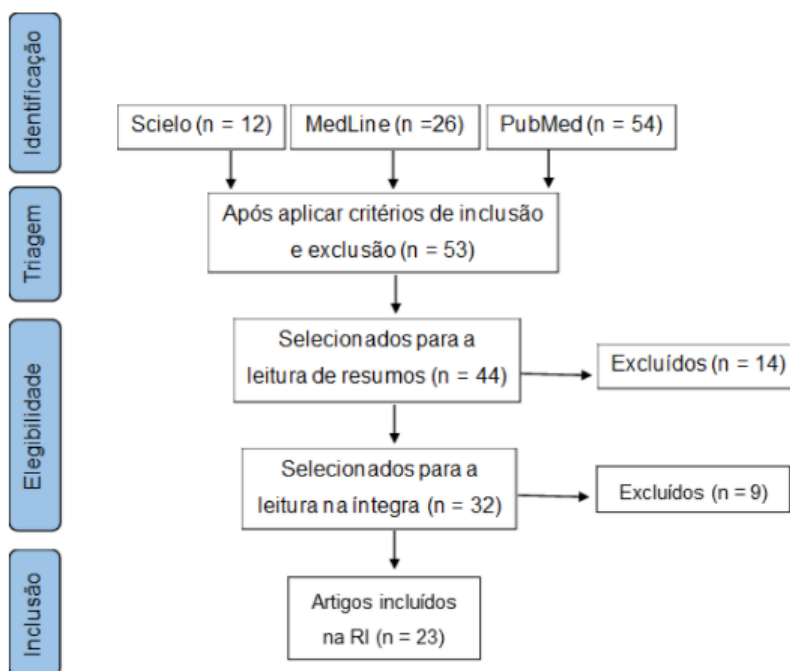 Identificação
Scielo (n = 12)
MedLine (n =26)
PubMed (n = 54)
Triagem
Após aplicar critérios de inclusão
e exclusão (n = 53)
Elegibilidade
Selecionados para a
leitura de resumos (n = 44)
Excluídos (n = 14)
Selecionados para a
leitura na íntegra (n = 32)
Excluídos (n = 9)
Inclusão
Artigos incluídos
na RI (n = 23)